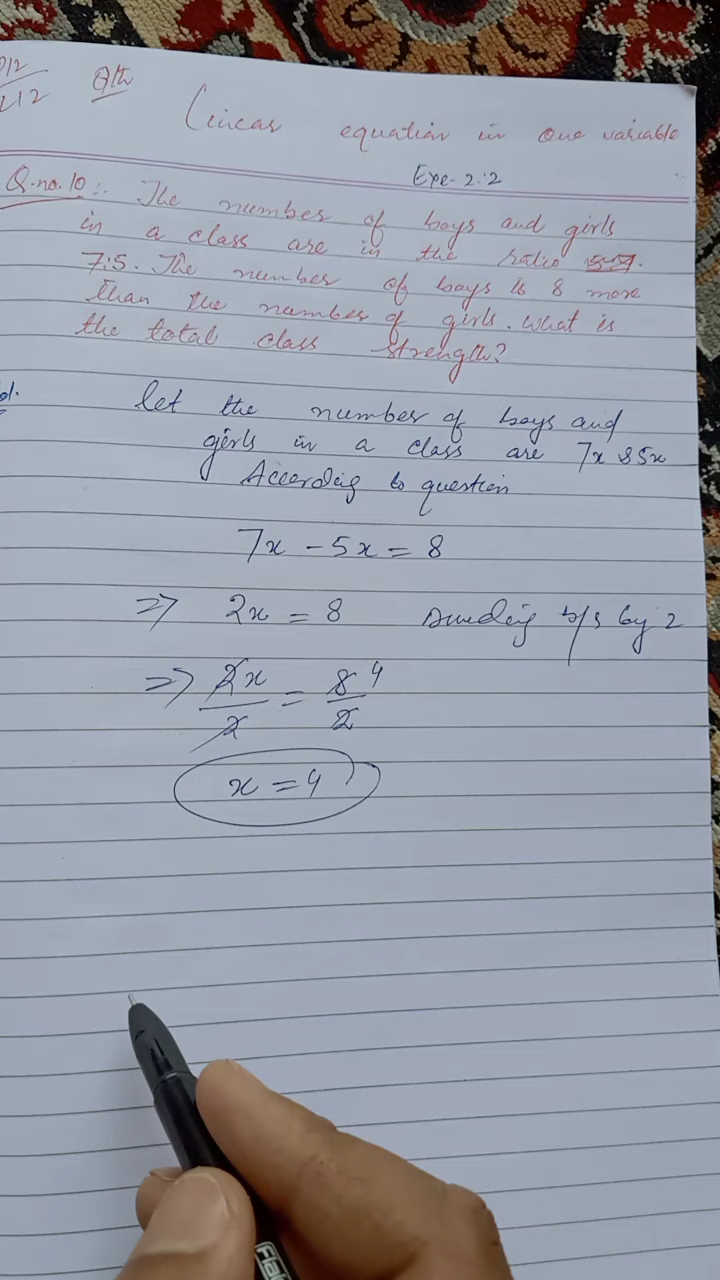 8th Linear equation in one variable
Exe-2.2
Q.no.10:. The number of boys and girls
in a class are in the ratio
7:5. The number of boys is 8 more
than the number of girls. What is
the total class strength?
let the number of boys and
girls in a class are 7x & 5x
According to question
7x - 5x = 8
=> 2x = 8 Dividing b/s by 2
=> 2x/2 = 8/2 4
x = 4